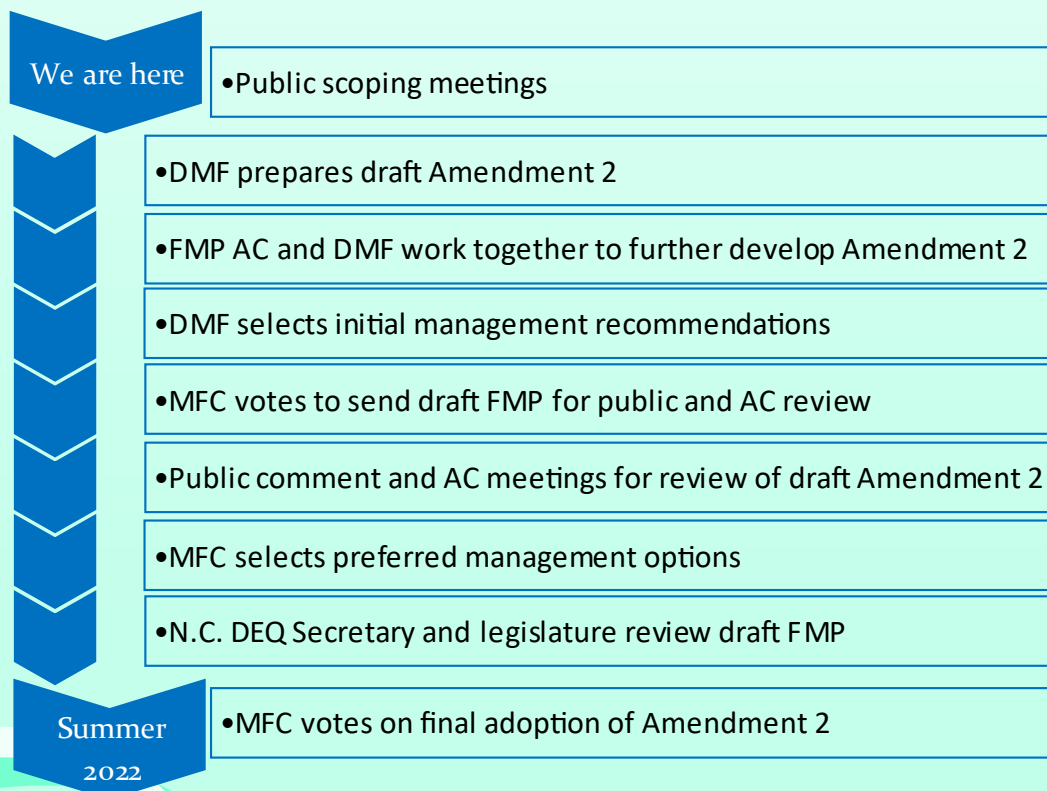 We are here
•Public scoping meetings
•DMF prepares draft Amendment 2
•FMP AC and DMF work together to further develop Amendment 2
•DMF selects initial management recommendations
•MFC votes to send draft FMP for public and AC review
•Public comment and AC meetings for review of draft Amendment 2
•MFC selects preferred management options
•N.C. DEQ Secretary and legislature review draft FMP
Summer
2022
•MFC votes on final adoption of Amendment 2